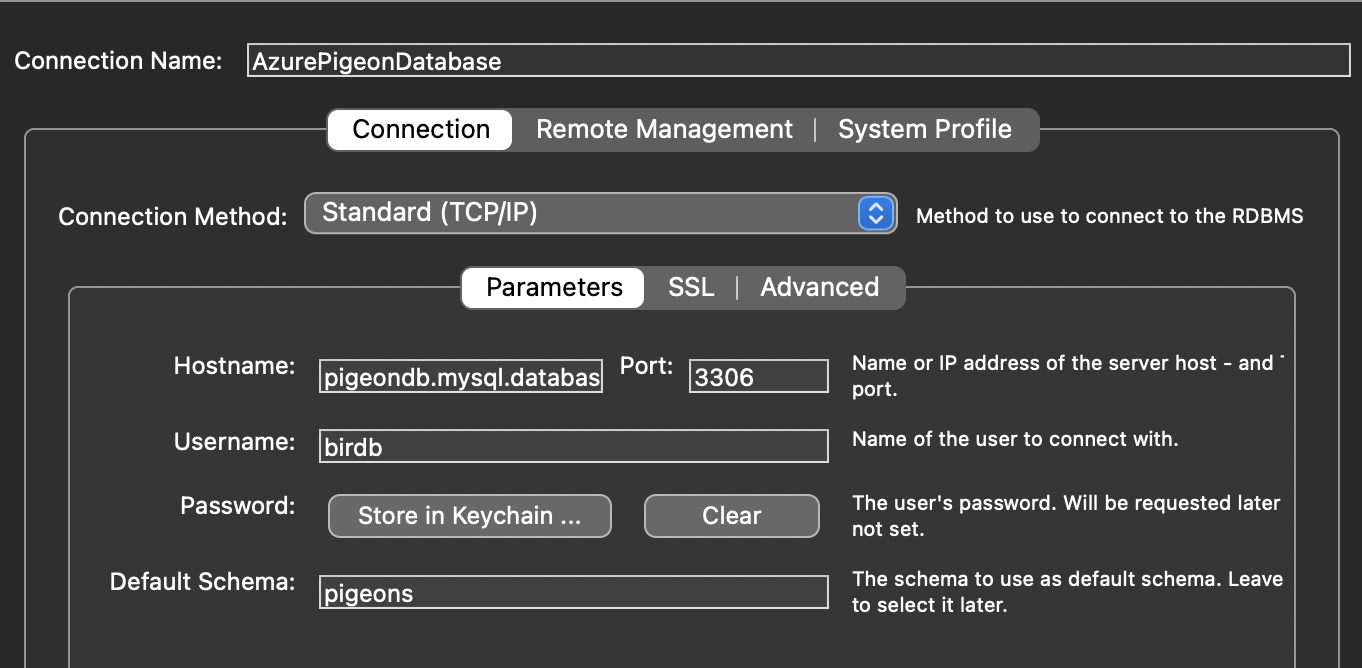 Connection Name: AzurePigeonDatabase
Connection Remote Management System Profile
Connection Method: Standard (TCP/IP) Method to use to connect to the RDBMS
Parameters SSL Advanced
Hostname: pigeondb.mysql.databas Port: 3306 Name or IP address of the server host - and
port.
Username: birdb Name of the user to connect with.
Password: Store in Keychain ... Clear The user's password. Will be requested later
not set.
Default Schema: pigeons The schema to use as default schema. Leave
to select it later.